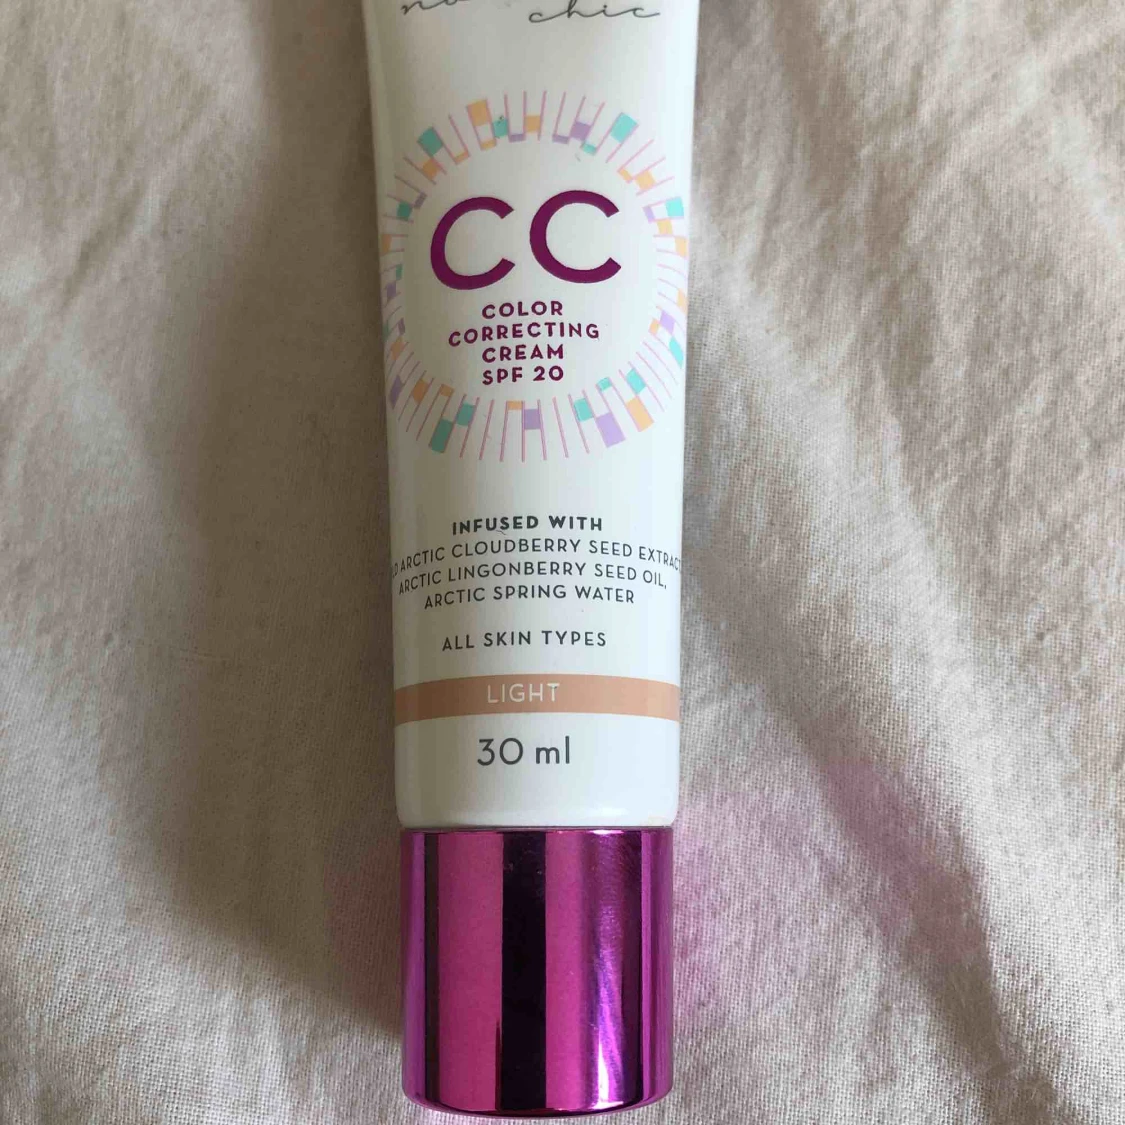 chic
CC
COLOR
CORRECTING
CREAM
SPF 20
INFUSED WITH
ARCTIC CLOUDBERRY SEED
ARCTIC LINGONBERRY SEED OIL,
ARCTIC SPRING WATER
ALL SKIN TYPES
LIGHT
30 ml